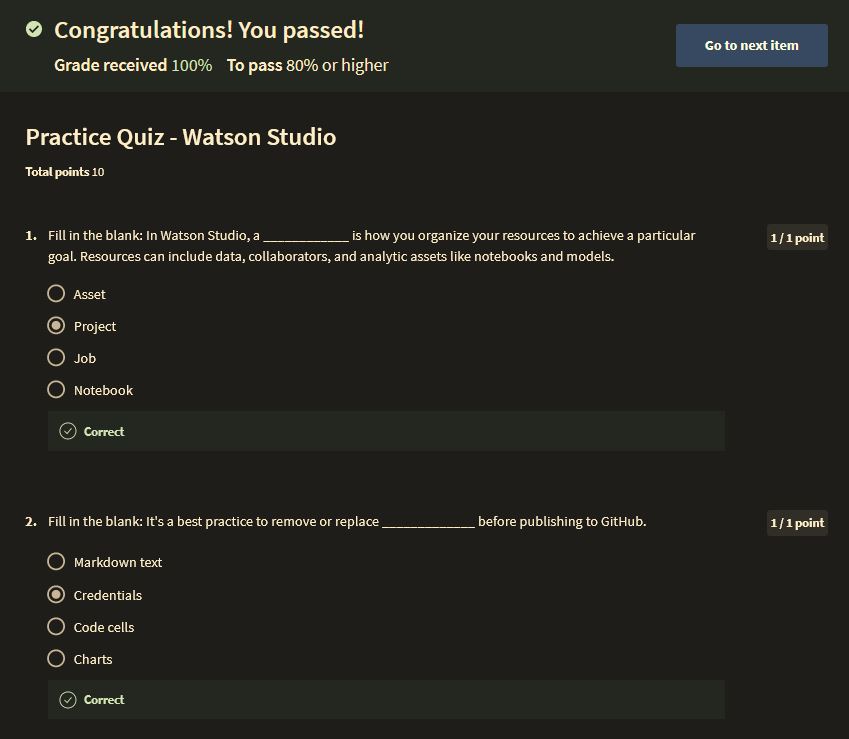 Congratulations! You passed!
Grade received 100% To pass 80% or higher
Go to next item
Practice Quiz - Watson Studio
Total points 10
1. Fill in the blank: In Watson Studio, a ____________ is how you organize your resources to achieve a particular
goal. Resources can include data, collaborators, and analytic assets like notebooks and models.
1 / 1 point
Asset
Project
Job
Notebook
Correct
2. Fill in the blank: It's a best practice to remove or replace _____________ before publishing to GitHub.
1 / 1 point
Markdown text
Credentials
Code cells
Charts
Correct